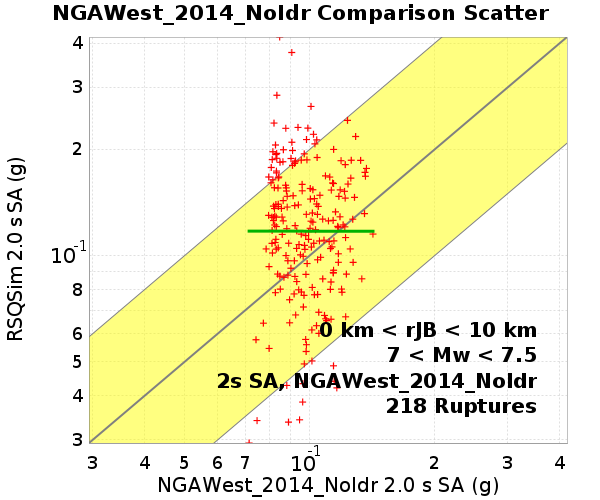 NGAWest_2014_NoIdr Comparison Scatter
RSQSim 2.0 s SA (g)
4
3
2
10⁻¹
8
6
5
4
3
0 km < rJB < 10 km
7 < Mw < 7.5
2s SA, NGAWest_2014_NoIdr
218 Ruptures
3 4 5 6 7 10⁻¹ 2 3 4
NGAWest_2014_NoIdr 2.0 s SA (g)